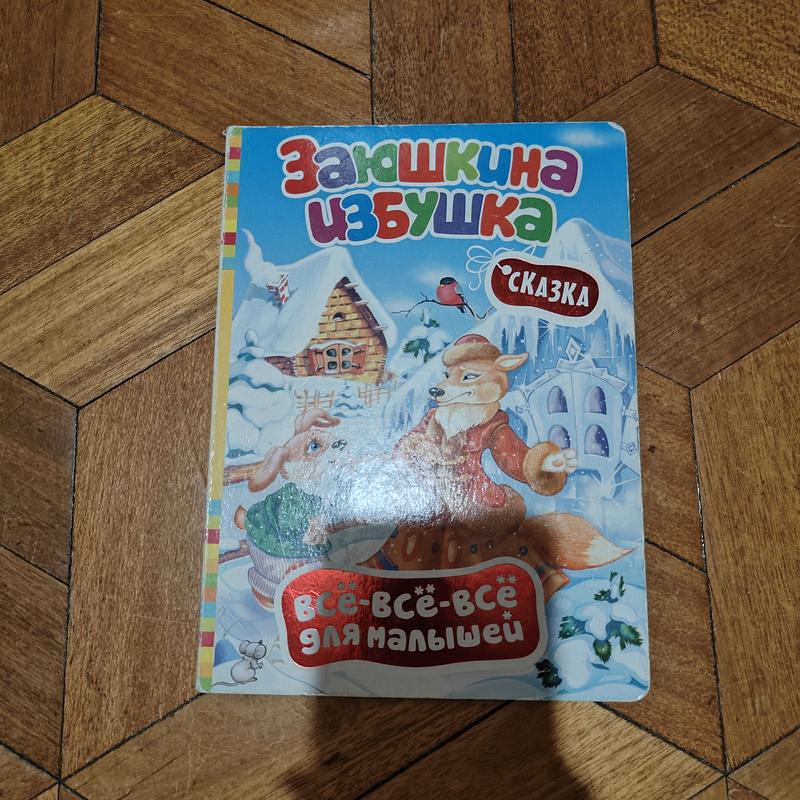 Заюшкина
избушка
СКАЗКА
всё-всё-всё
для малышей